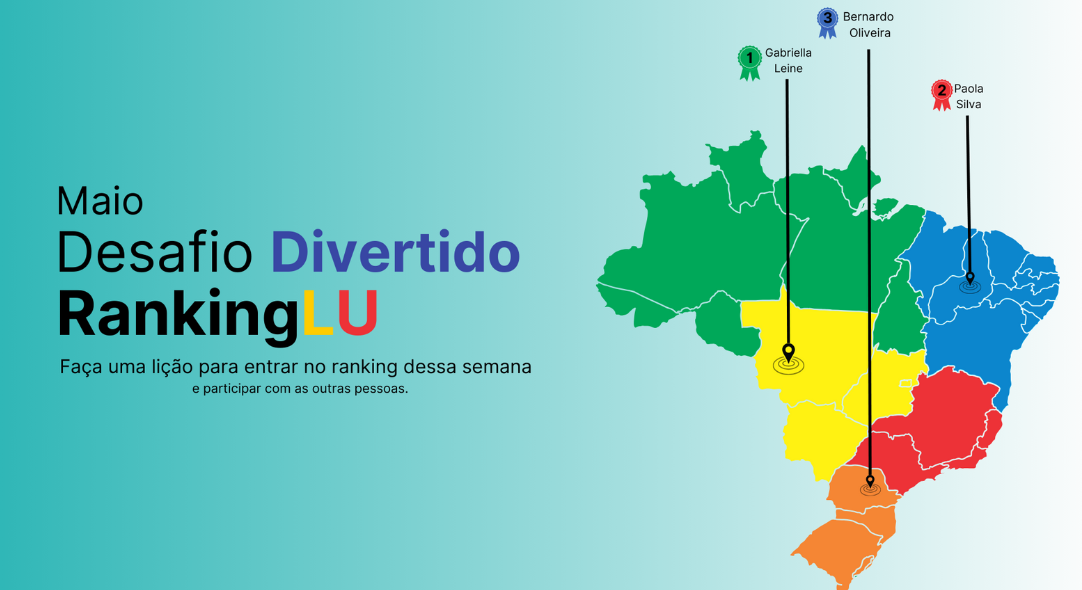 3
Bernardo
Oliveira
1
Gabriella
Leine
2
Paola
Silva
Maio
Desafio Divertido
RankingLU
Faça uma lição para entrar no ranking dessa semana
e participar com as outras pessoas.